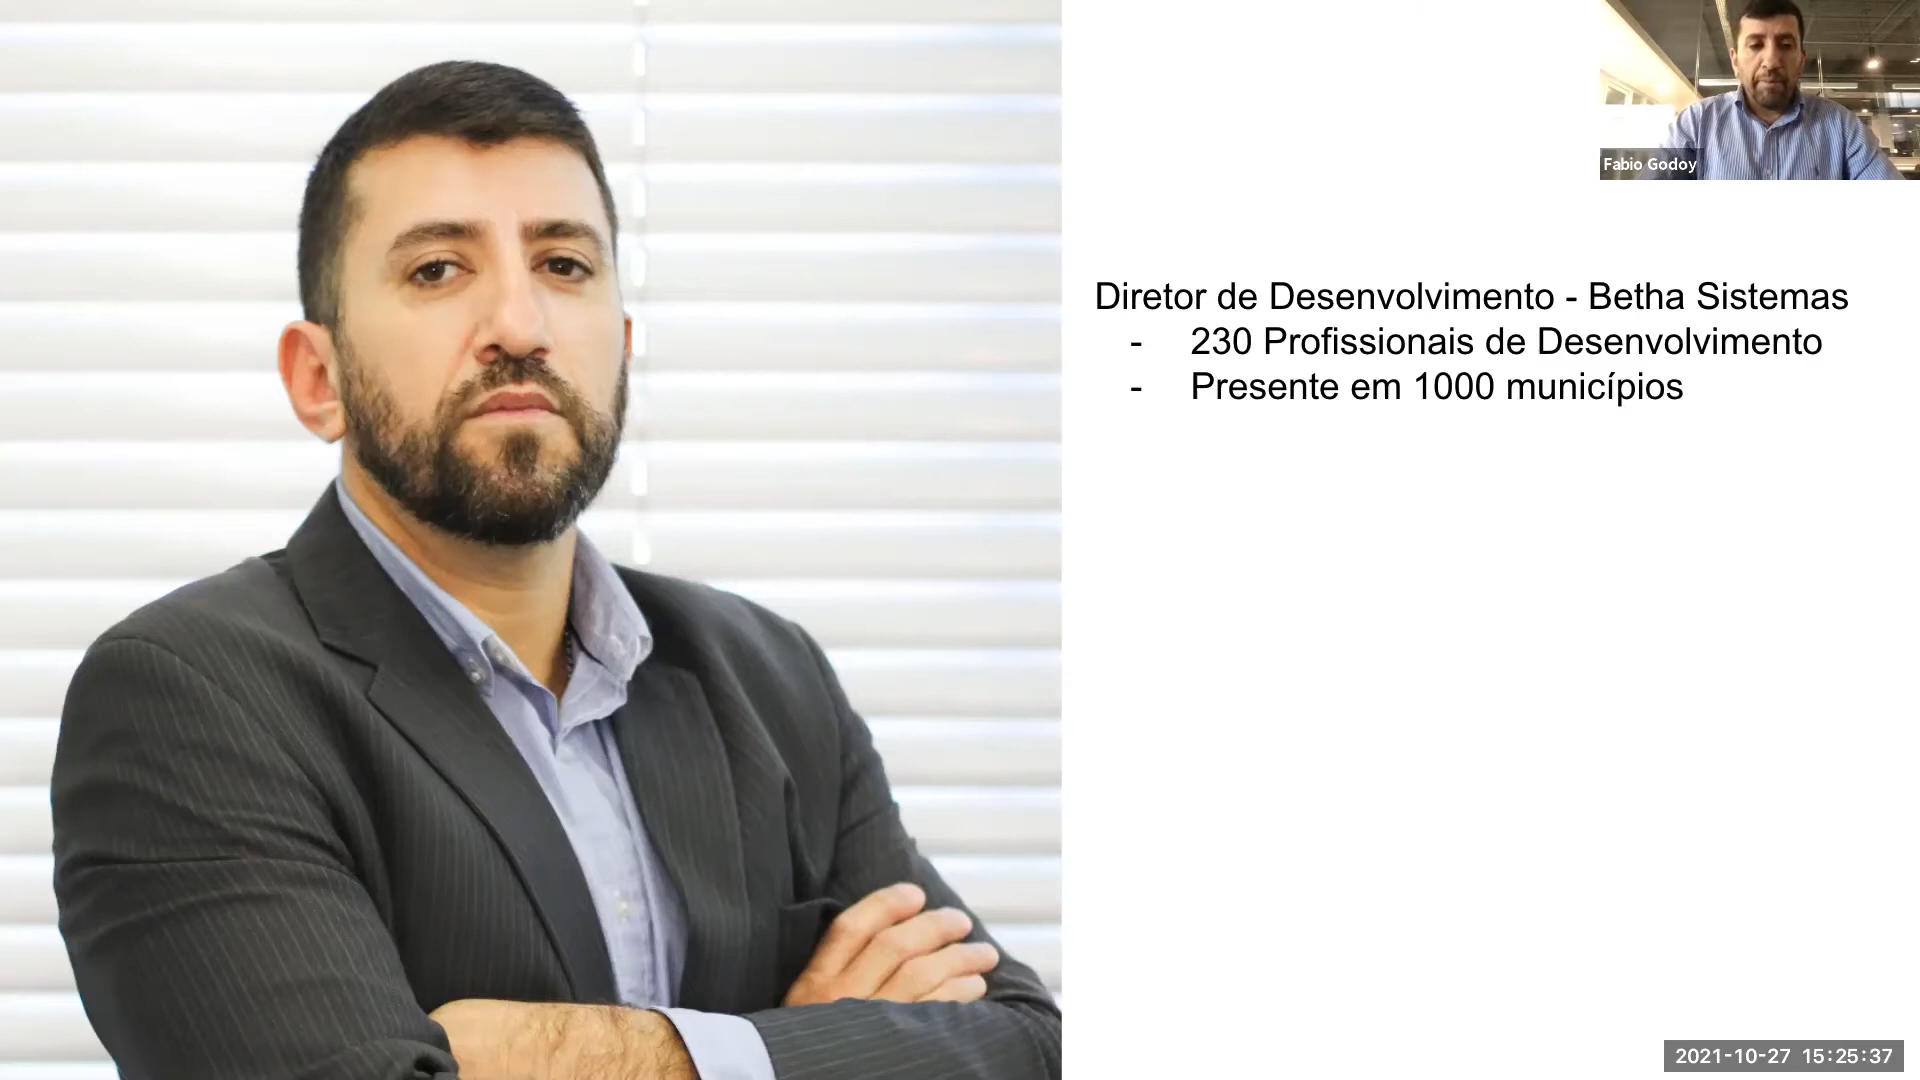 Fabio Godoy
Diretor de Desenvolvimento - Betha Sistemas
- 230 Profissionais de Desenvolvimento
- Presente em 1000 municípios
2021-10-27 15:25:37